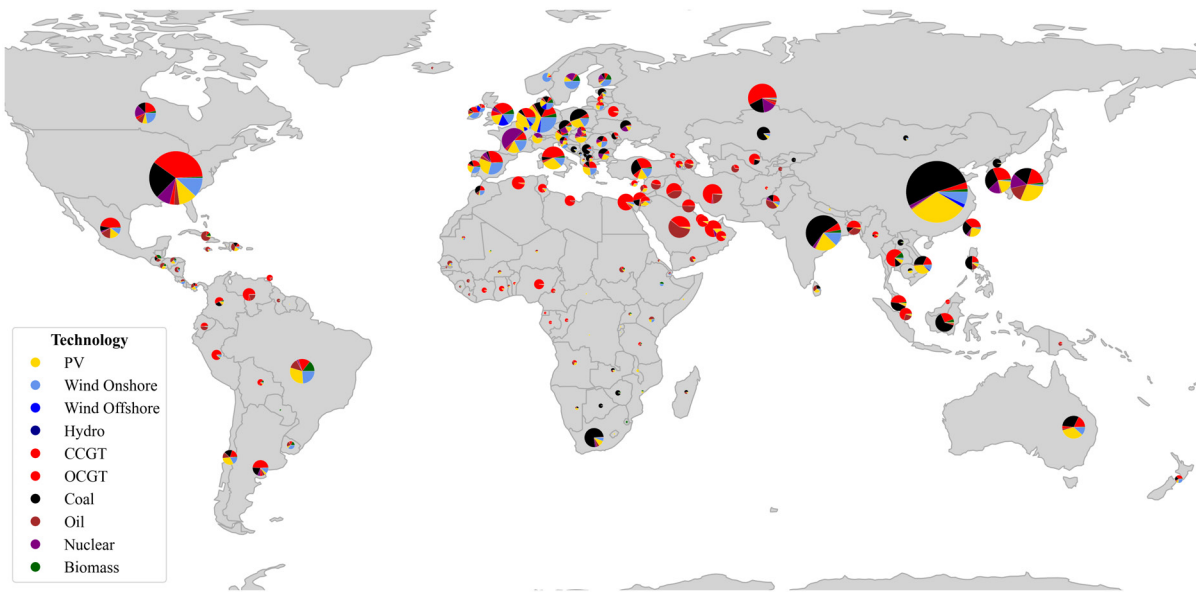 Technology
PV
Wind Onshore
Wind Offshore
Hydro
CCGT
OCGT
Coal
Oil
Nuclear
Biomass